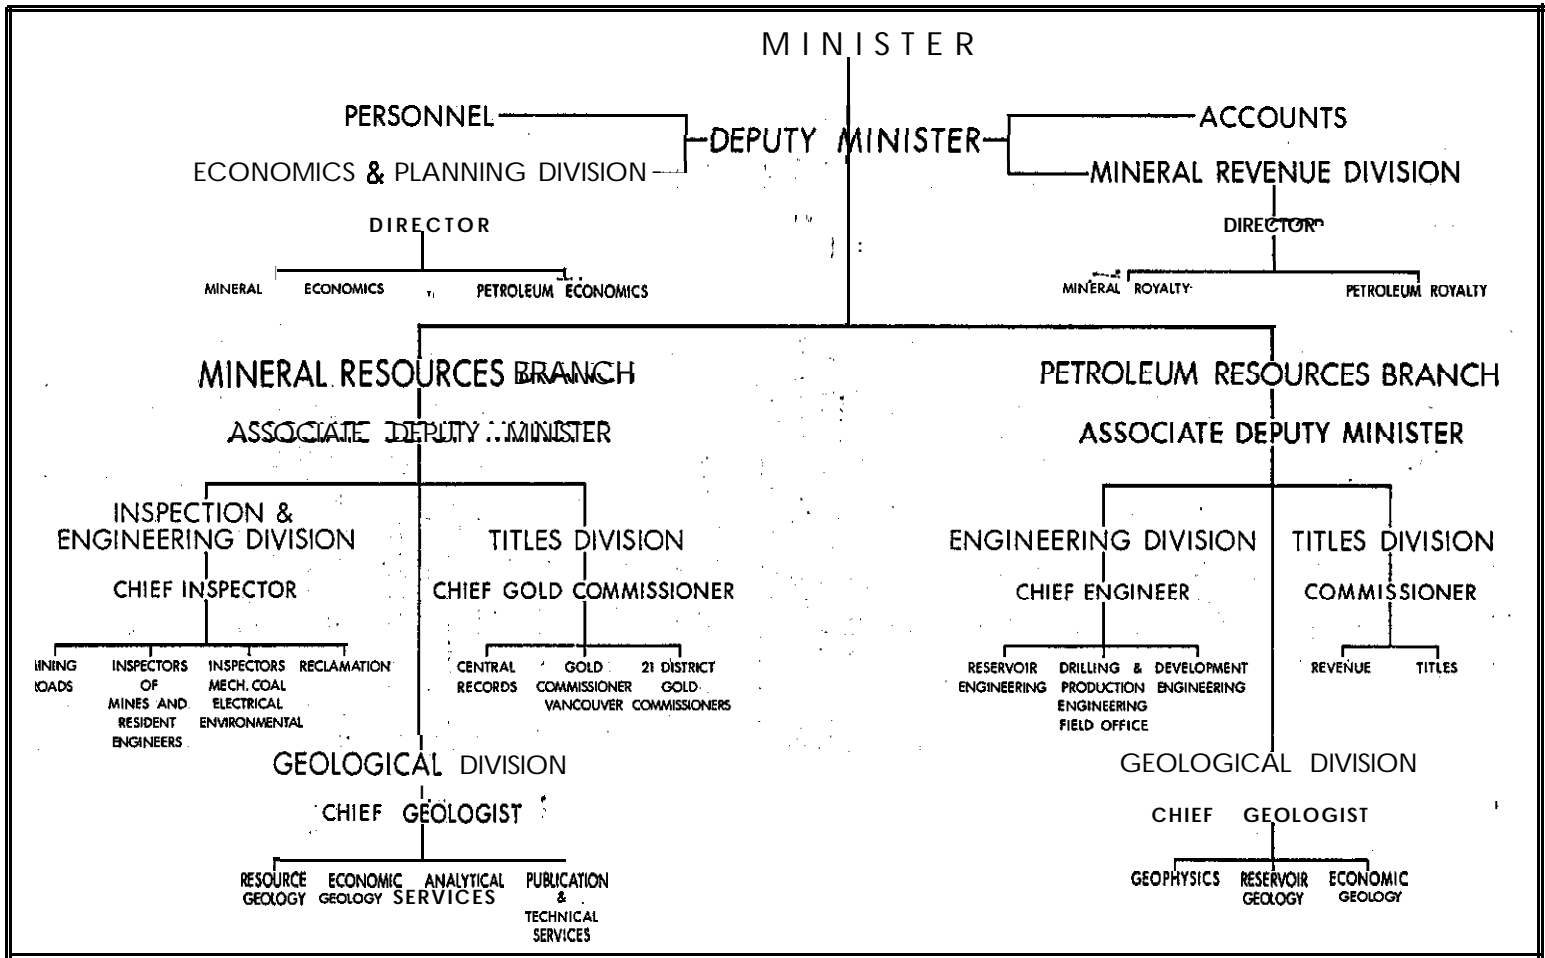 MINISTER
PERSONNEL
ACCOUNTS
DEPUTY MINISTER
ECONOMICS & PLANNING DIVISION
MINERAL REVENUE DIVISION
DIRECTOR
DIRECTOR
MINERAL ECONOMICS
PETROLEUM ECONOMICS
MINERAL ROYALTY
PETROLEUM ROYALTY
MINERAL RESOURCES BRANCH
PETROLEUM RESOURCES BRANCH
ASSOCIATE DEPUTY MINISTER
ASSOCIATE DEPUTY MINISTER
INSPECTION &
ENGINEERING DIVISION
TITLES DIVISION
ENGINEERING DIVISION
TITLES DIVISION
CHIEF INSPECTOR
CHIEF GOLD COMMISSIONER
CHIEF ENGINEER
COMMISSIONER
INING
ROADS
INSPECTORS
OF
MINES AND
RESIDENT
ENGINEERS
INSPECTORS
MECH. COAL
ELECTRICAL
ENVIRONMENTAL
RECLAMATION
CENTRAL
RECORDS
GOLD
COMMISSIONER
VANCOUVER
21 DISTRICT
GOLD
COMMISSIONERS
RESERVOIR
ENGINEERING
DRILLING &
PRODUCTION
ENGINEERING
FIELD OFFICE
DEVELOPMENT
ENGINEERING
REVENUE
TITLES
GEOLOGICAL DIVISION
GEOLOGICAL DIVISION
CHIEF GEOLOGIST
CHIEF GEOLOGIST
RESOURCE
GEOLOGY
ECONOMIC
GEOLOGY
ANALYTICAL
SERVICES
PUBLICATION
&
TECHNICAL
SERVICES
GEOPHYSICS
RESERVOIR
GEOLOGY
ECONOMIC
GEOLOGY